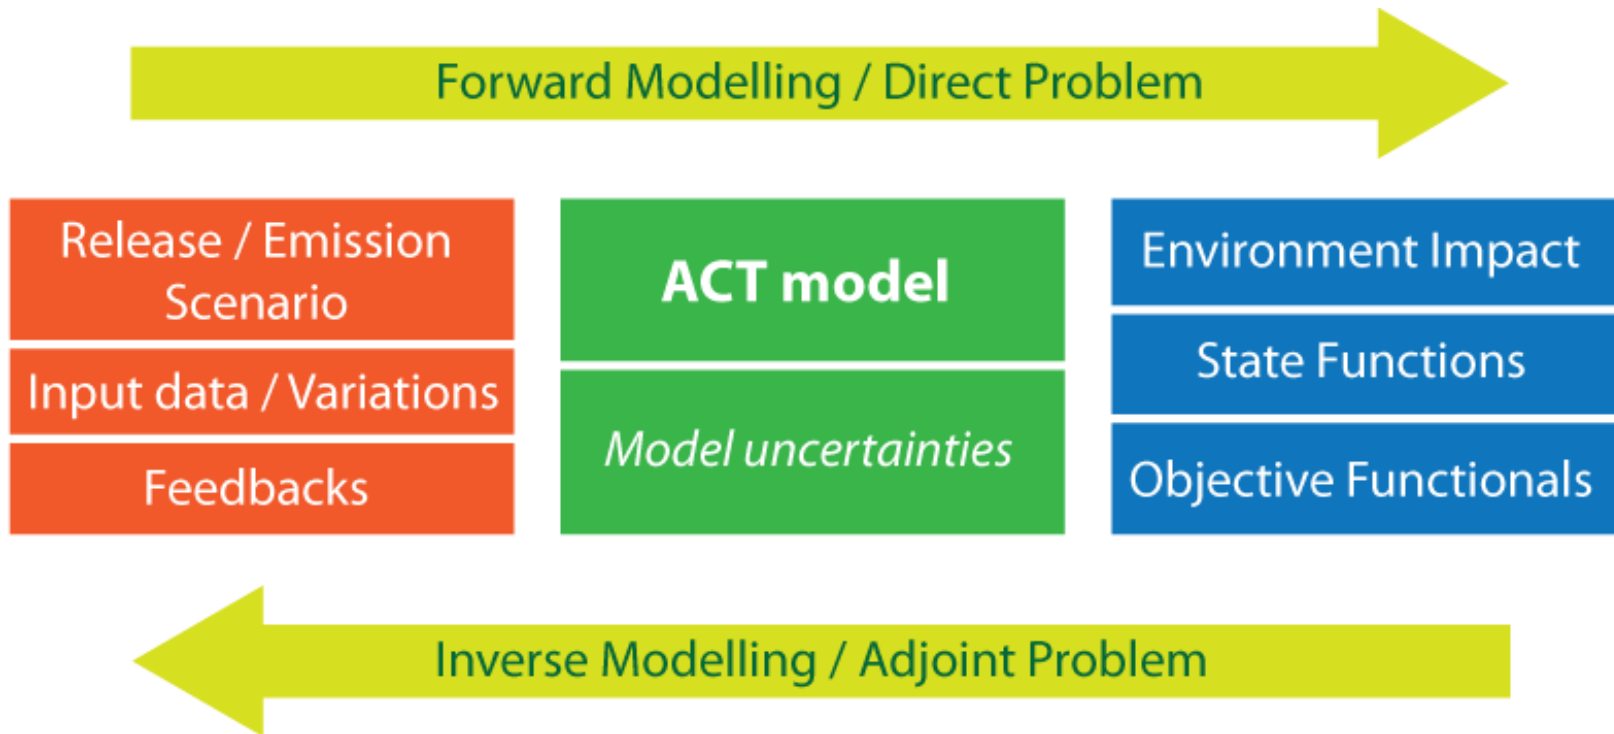 Forward Modelling / Direct Problem
Release / Emission
Scenario
Input data / Variations
Feedbacks
ACT model
Model uncertainties
Environment Impact
State Functions
Objective Functionals
Inverse Modelling / Adjoint Problem